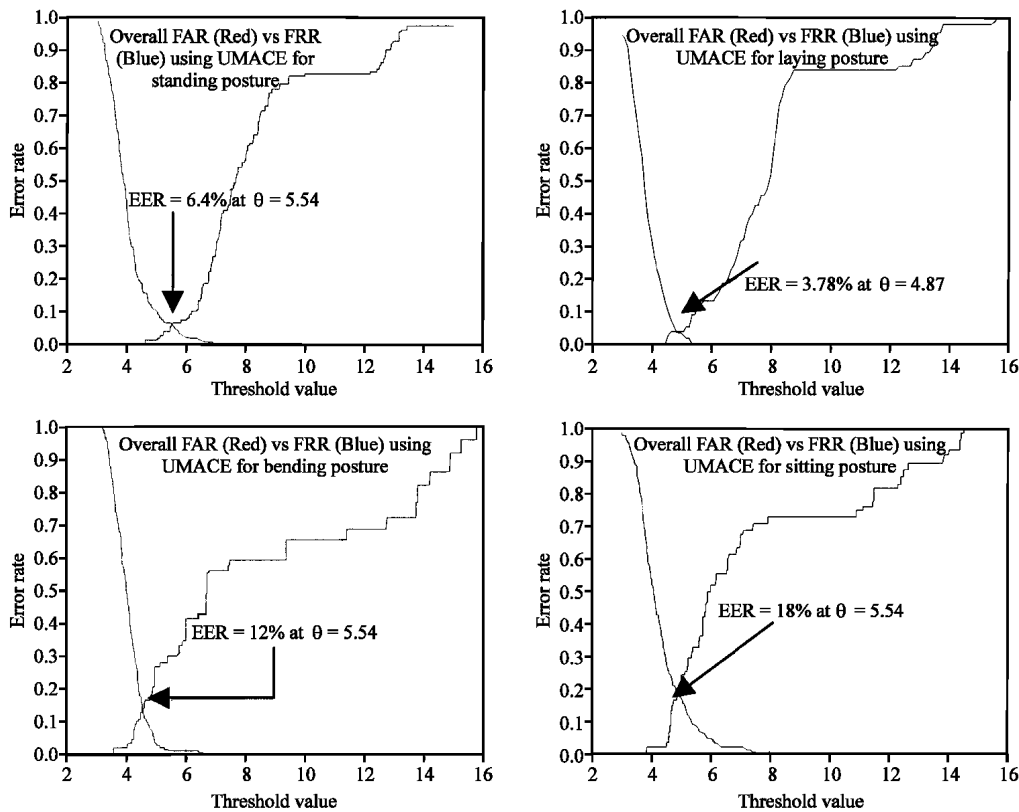 Overall FAR (Red) vs FRR
(Blue) using UMACE for
standing posture
Error rate
1.0
0.9
0.8
0.7
0.6
0.5
0.4
0.3
0.2
0.1
0.0
EER = 6.4% at θ = 5.54
2 4 6 8 10 12 14 16
Threshold value
Overall FAR (Red) vs FRR (Blue) using
UMACE for laying posture
Error rate
1.0
0.9
0.8
0.7
0.6
0.5
0.4
0.3
0.2
0.1
0.0
EER = 3.78% at θ = 4.87
2 4 6 8 10 12 14 16
Threshold value
Overall FAR (Red) vs FRR (Blue) using
UMACE for bending posture
Error rate
1.0
0.9
0.8
0.7
0.6
0.5
0.4
0.3
0.2
0.1
0.0
EER = 12% at θ = 5.54
2 4 6 8 10 12 14 16
Threshold value
Overall FAR (Red) vs FRR (Blue) using
UMACE for sitting posture
Error rate
1.0
0.9
0.8
0.7
0.6
0.5
0.4
0.3
0.2
0.1
0.0
EER = 18% at θ = 5.54
2 4 6 8 10 12 14 16
Threshold value